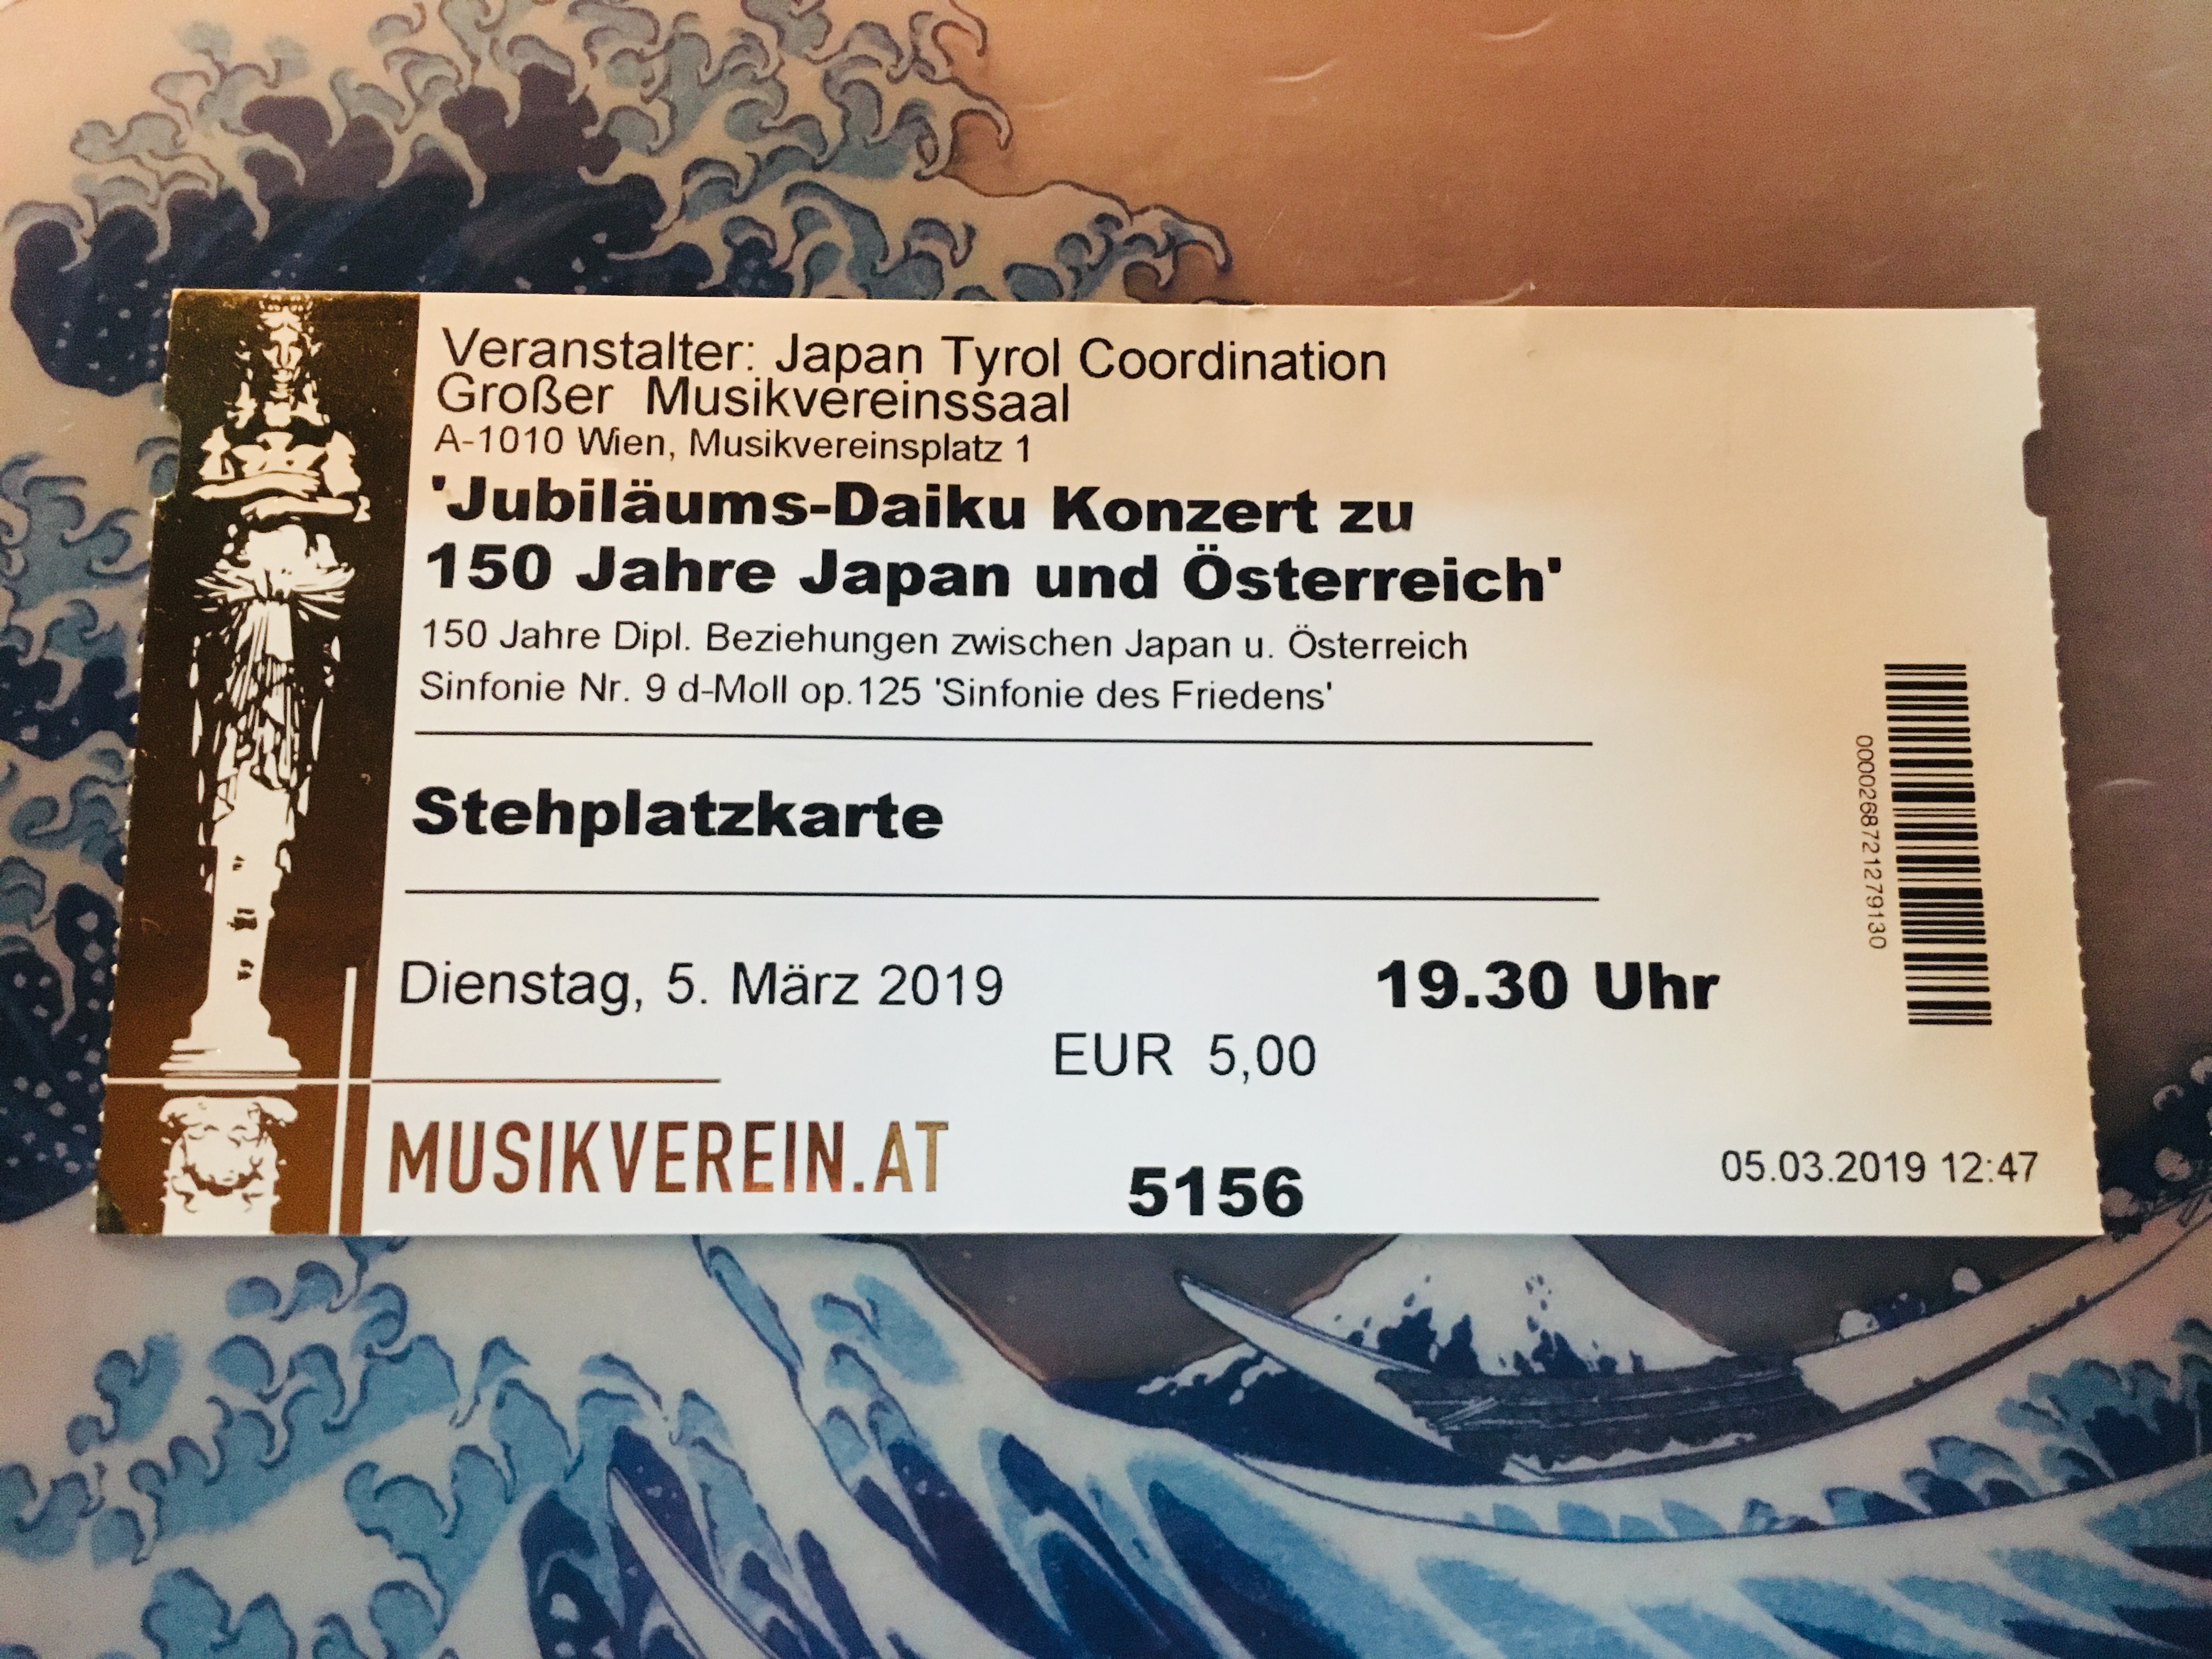 Veranstalter: Japan Tyrol Coordination
Großer Musikvereinssaal
A-1010 Wien, Musikvereinsplatz 1
'Jubiläums-Daiku Konzert zu
150 Jahre Japan und Österreich'
150 Jahre Dipl. Beziehungen zwischen Japan u. Österreich
Sinfonie Nr. 9 d-Moll op.125 'Sinfonie des Friedens'
Stehplatzkarte
Dienstag, 5. März 2019 19.30 Uhr
EUR 5,00
MUSIKVEREIN.AT
5156
05.03.2019 12:47
0000268721279130